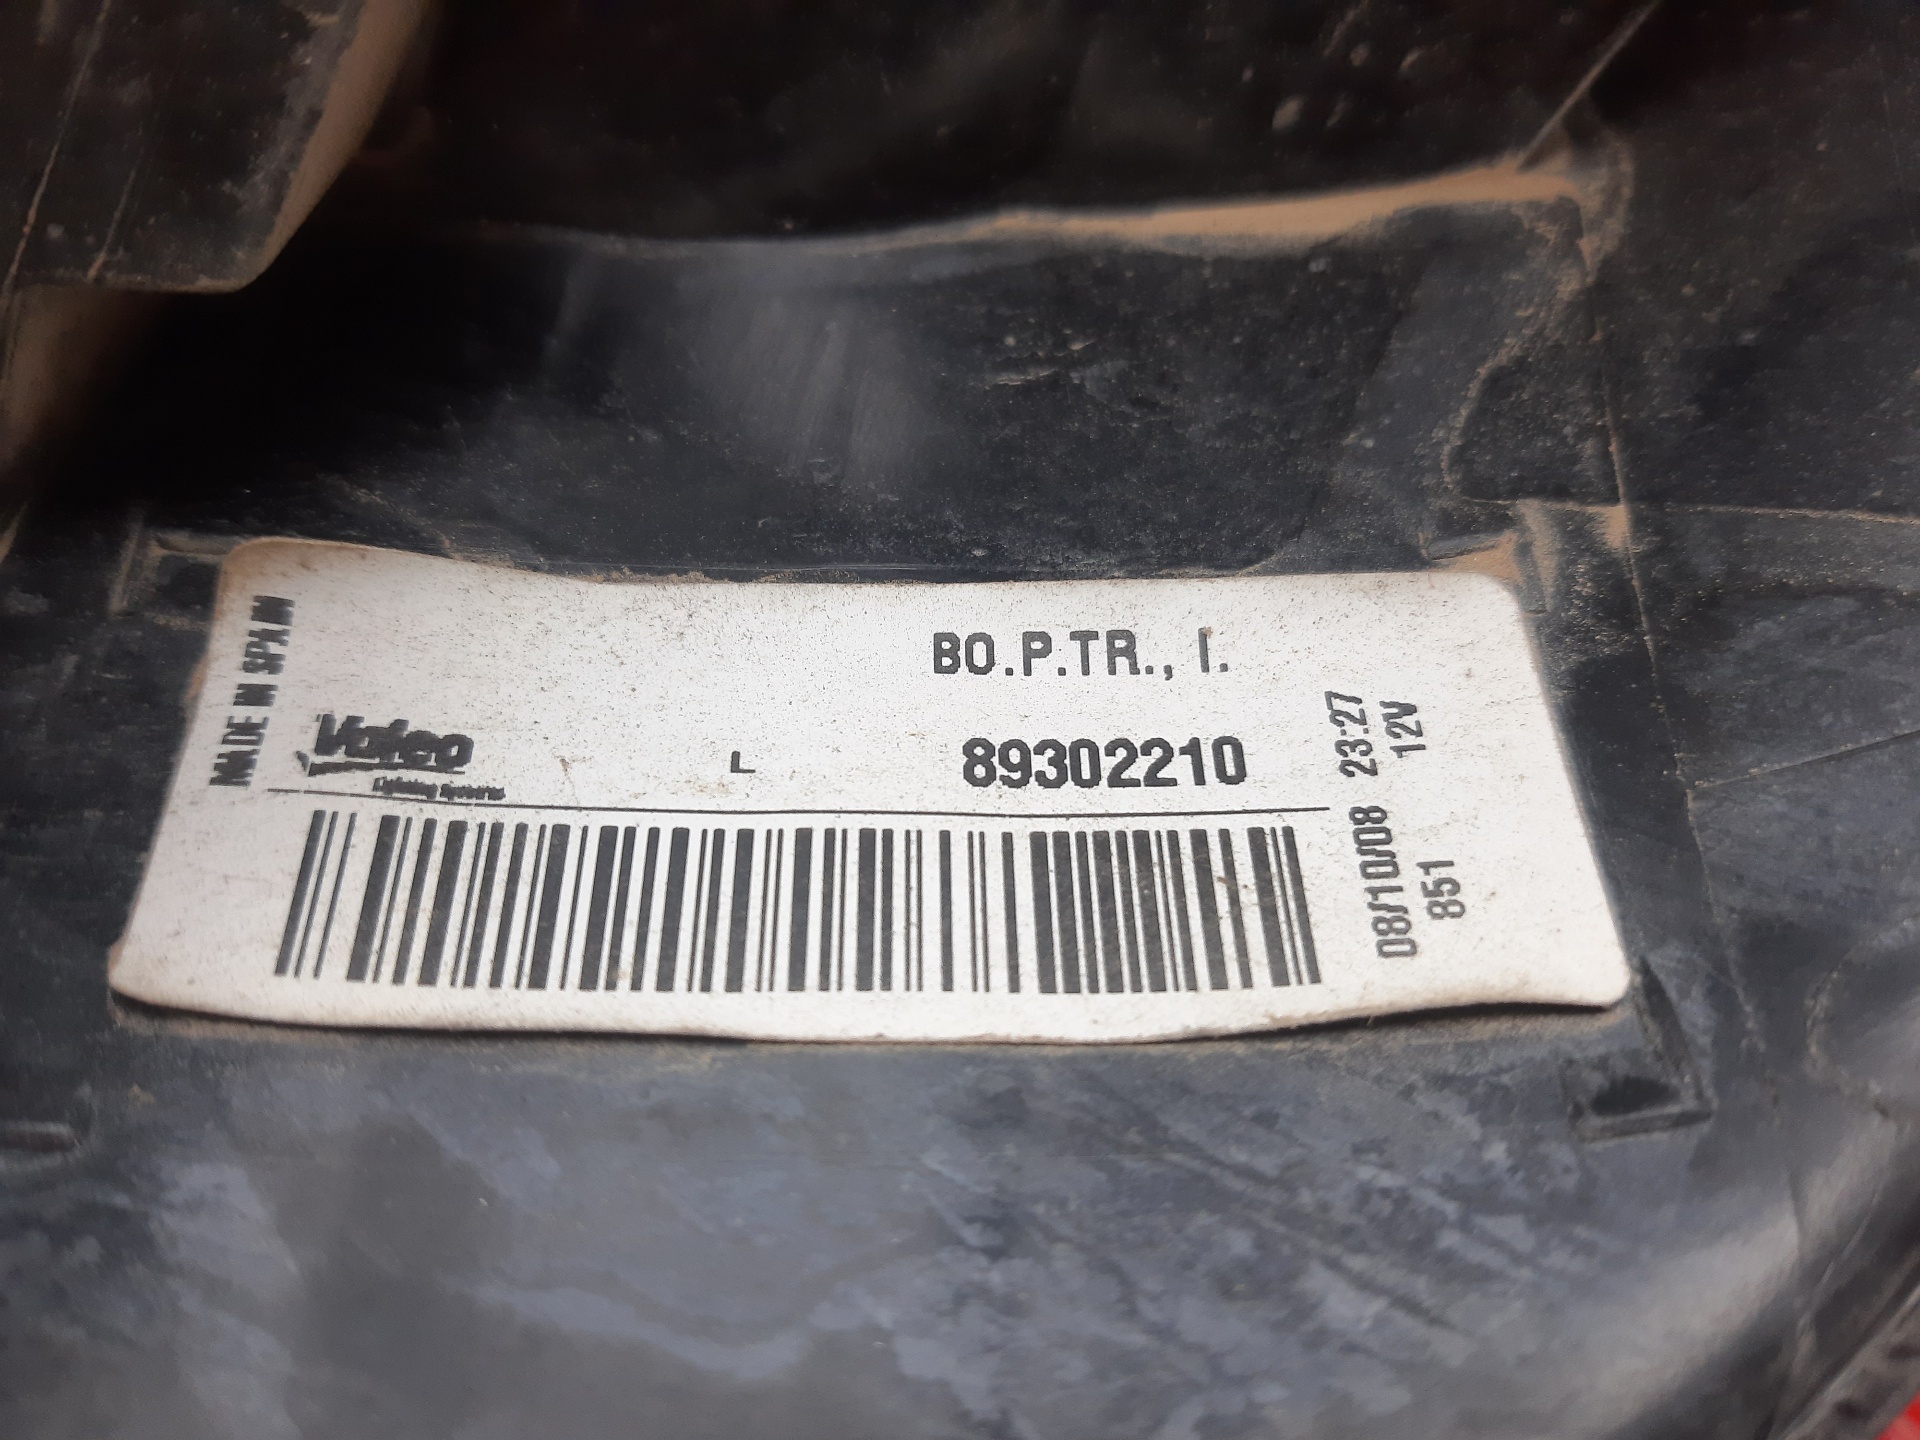 MADE IN SPAIN
BO.P.TR., I.
Valeo
Lighting Systems
L
89302210
08/10/08 23:27
851 12V